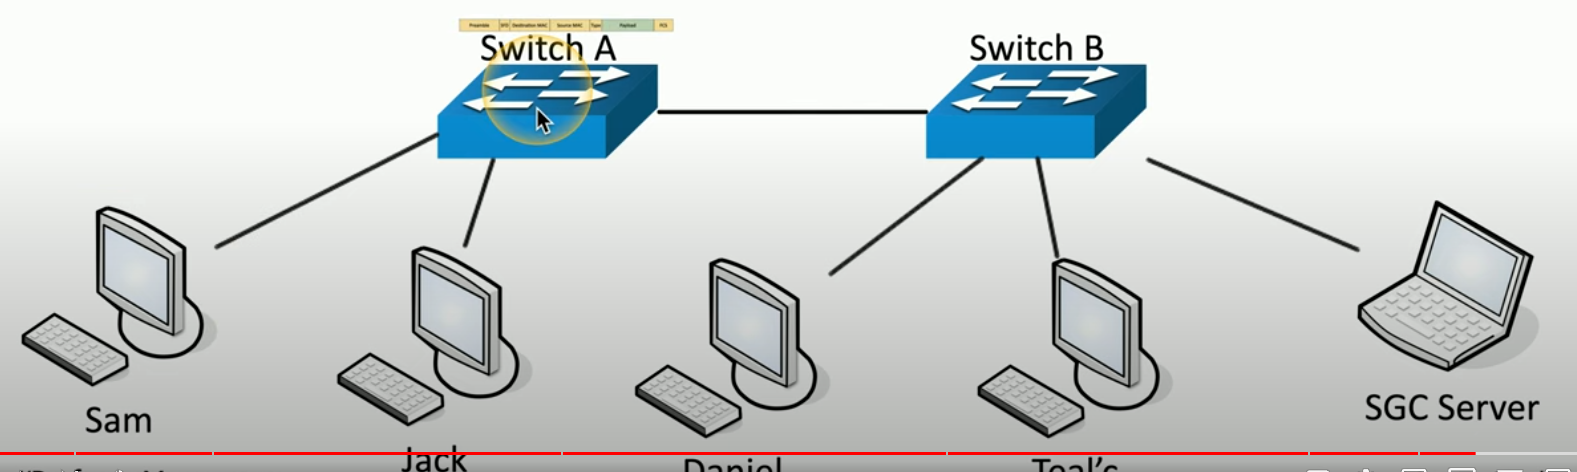 Preamble SFD Destination MAC Source MAC Type Payload FCS
Switch A
Switch B
Sam
Jack
Daniel
Teal'c
SGC Server